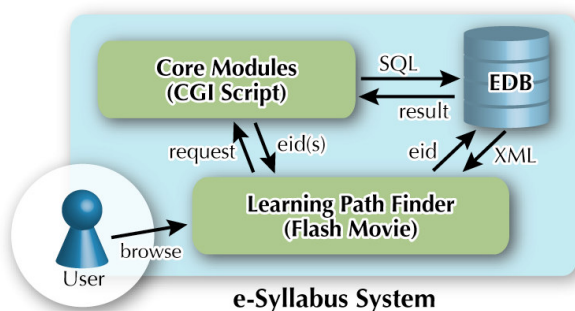 Core Modules
(CGI Script)
SQL
EDB
result
request
eid(s)
eid
XML
Learning Path Finder
(Flash Movie)
browse
User
e-Syllabus System